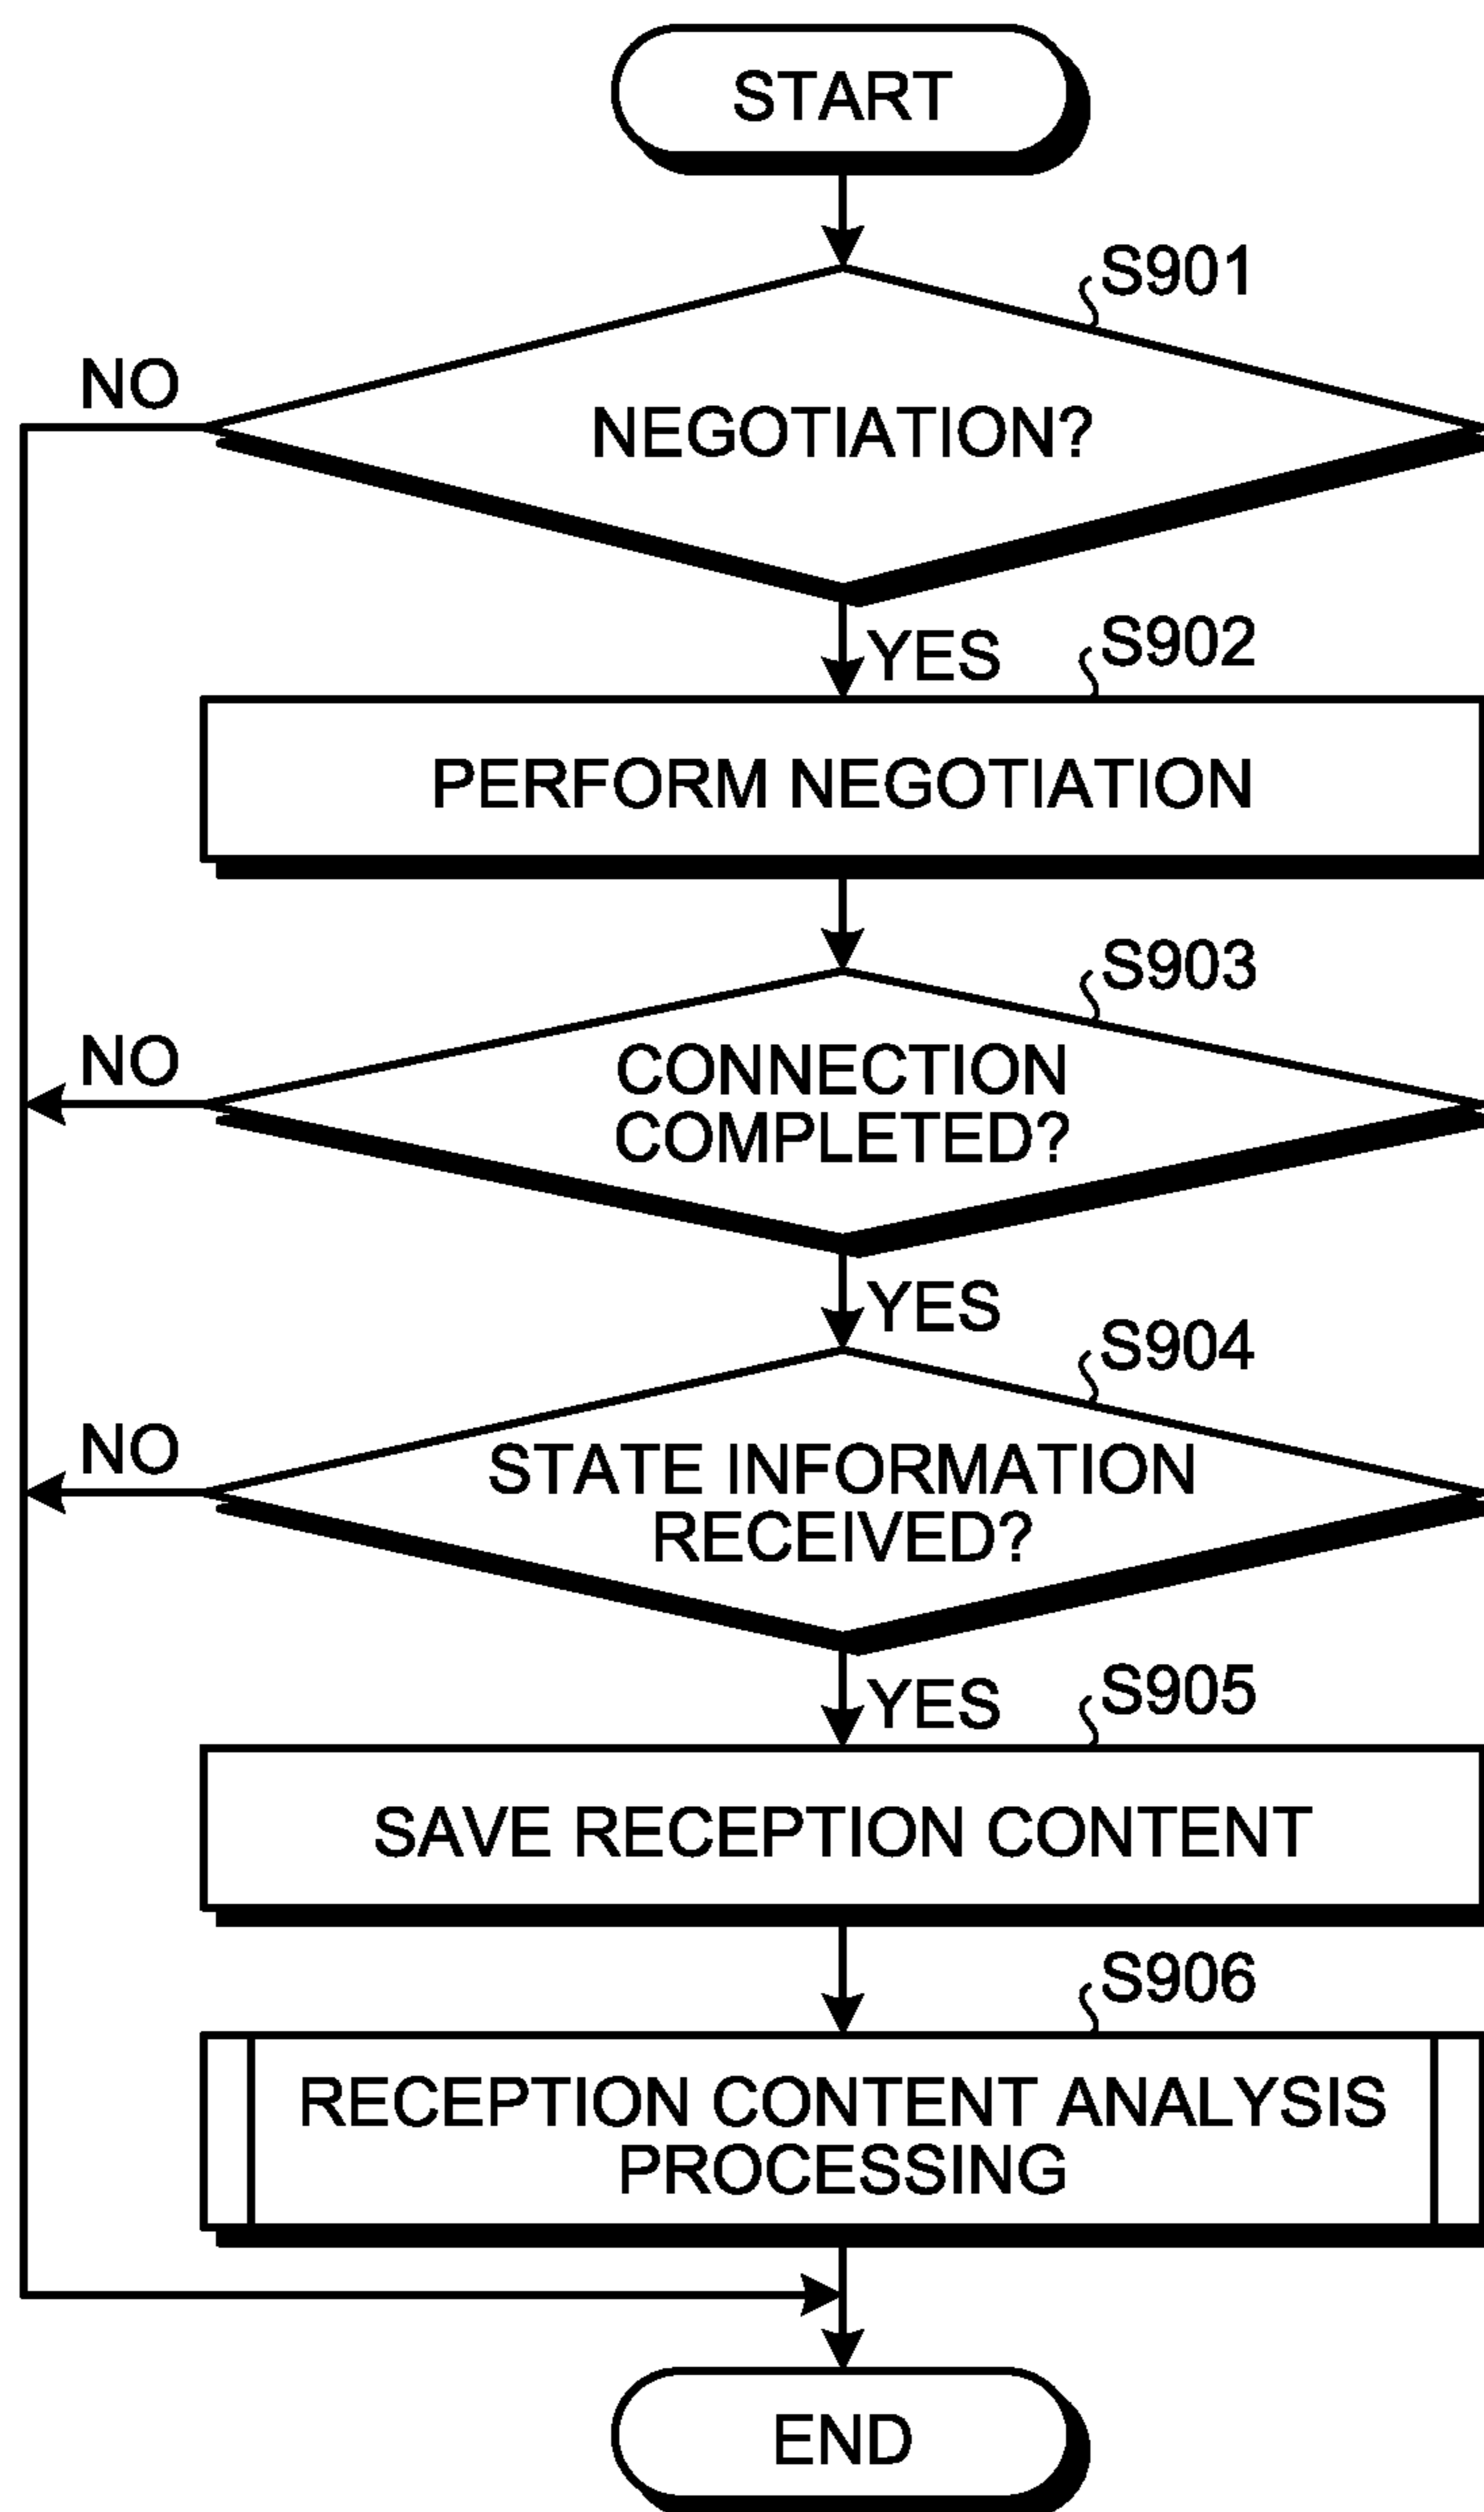 START
S901
NO
NEGOTIATION?
YES
S902
PERFORM NEGOTIATION
S903
NO
CONNECTION
COMPLETED?
YES
S904
NO
STATE INFORMATION
RECEIVED?
YES
S905
SAVE RECEPTION CONTENT
S906
RECEPTION CONTENT ANALYSIS
PROCESSING
END